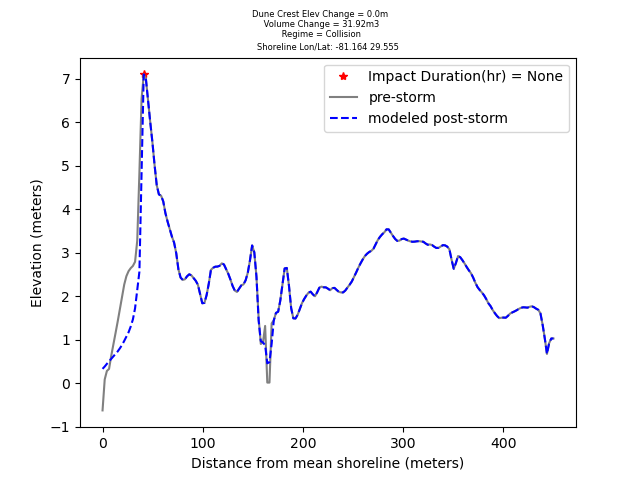 Dune Crest Elev Change = 0.0m
Volume Change = 31.92m3
Regime = Collision
Shoreline Lon/Lat: -81.164 29.555
Impact Duration(hr) = None
pre-storm
modeled post-storm
7
6
5
4
3
2
1
0
−1
Elevation (meters)
0 100 200 300 400
Distance from mean shoreline (meters)